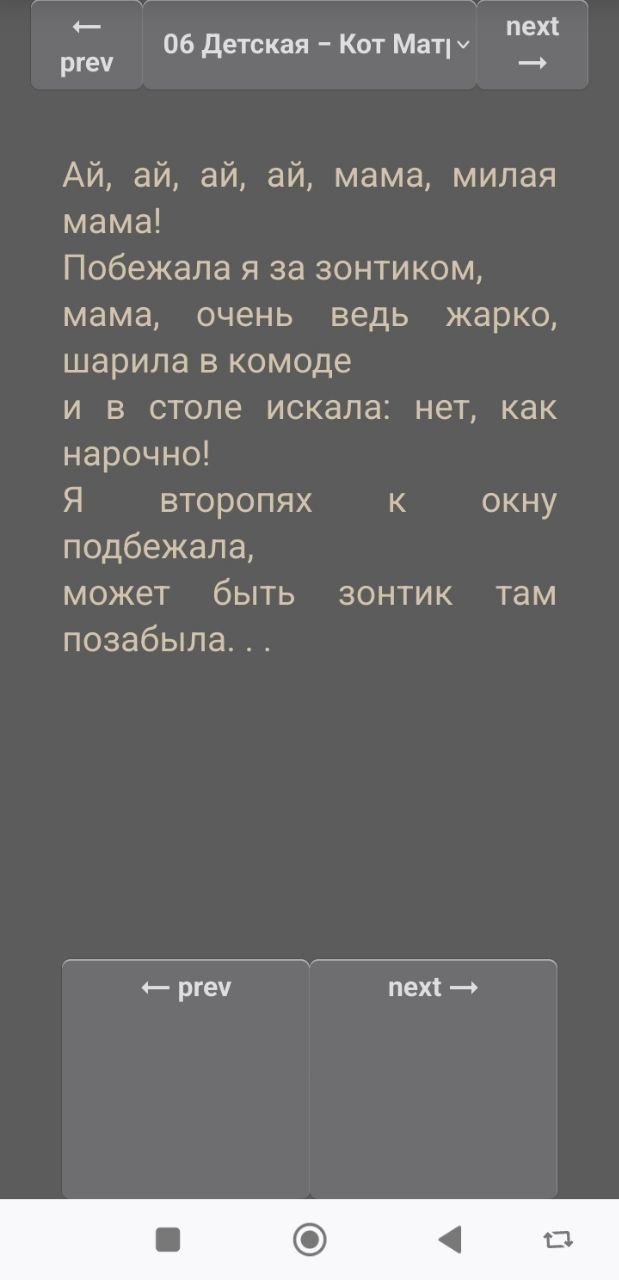 ←
prev
06 Детская – Кот Мат
next
→
Ай, ай, ай, ай, мама, милая
мама!
Побежала я за зонтиком,
мама, очень ведь жарко,
шарила в комоде
и в столе искала: нет, как
нарочно!
Я второпях к окну
подбежала,
может быть зонтик там
позабыла. . .
← prev
next →